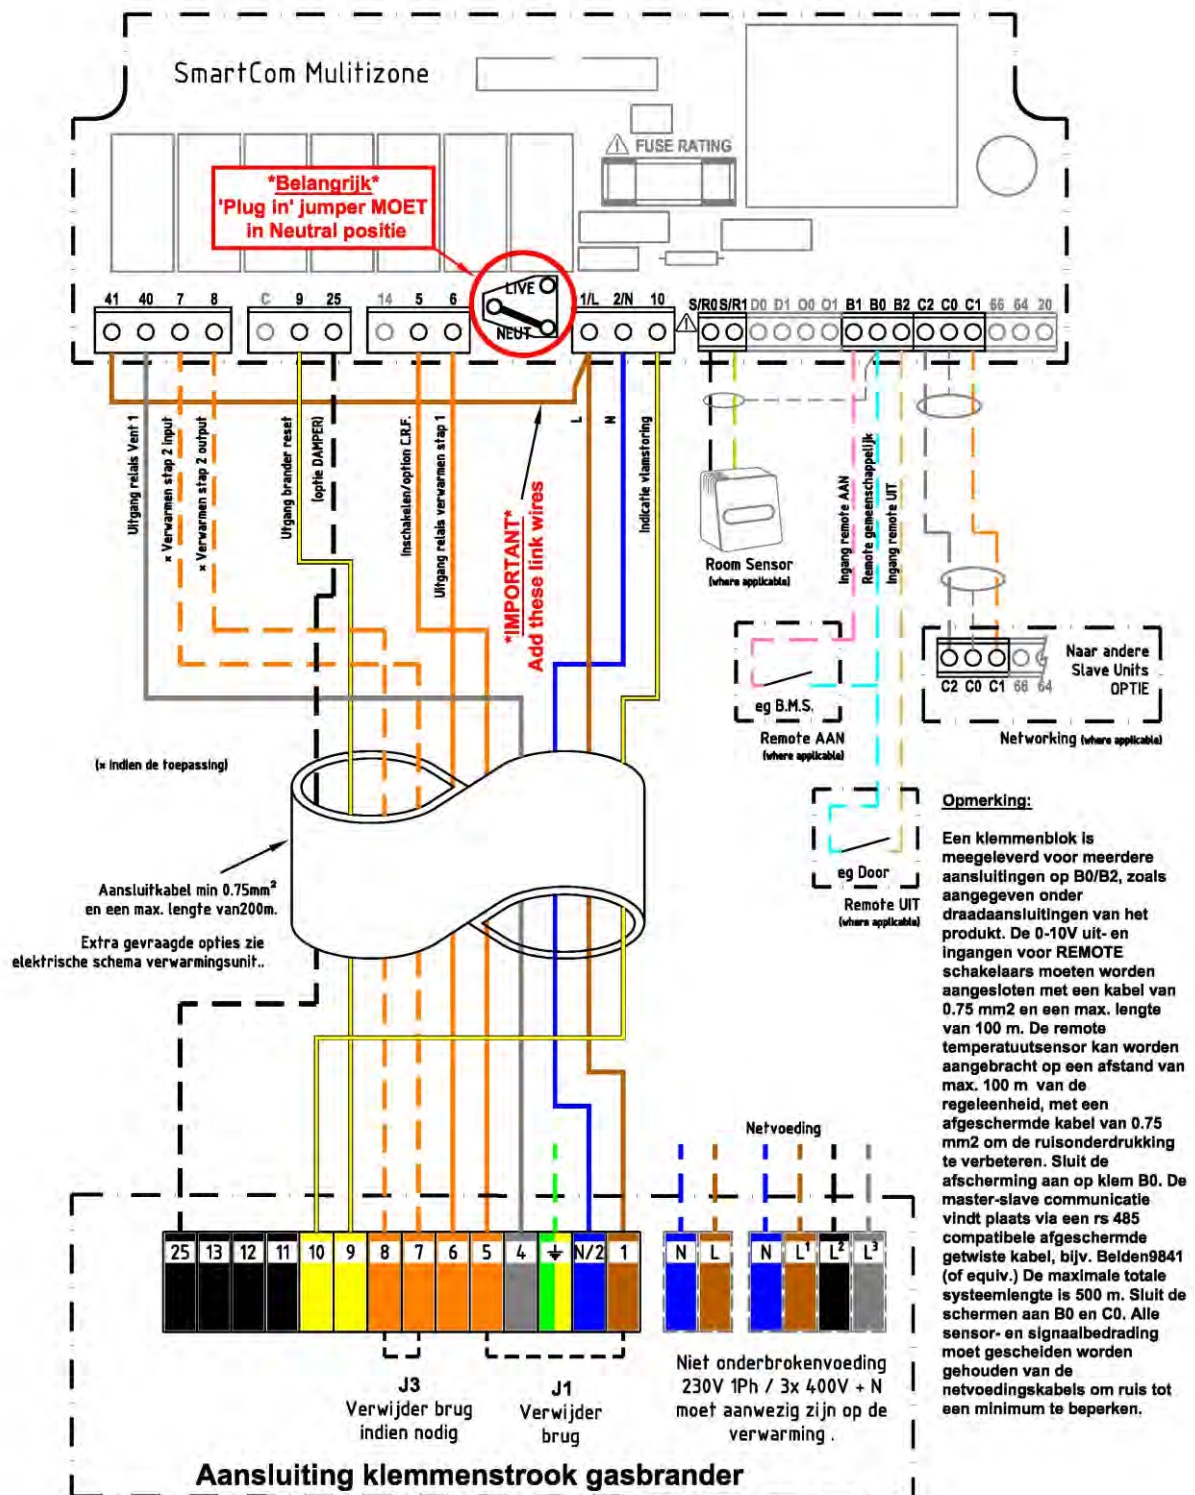 SmartCom Mulitizone
FUSE RATING
*Belangrijk*
'Plug in' jumper MOET
in Neutral positie
LIVE
NEUT
41 40 7 8 C 9 25 14 5 6 1/L 2/N 10 S/R0 S/R1 D0 D1 O0 O1 B1 B0 B2 C2 C0 C1 66 64 20
Uitgang relais Vent 1
× Verwarmen stap 2 input
× Verwarmen stap 2 output
Uitgang brander reset
(optie DAMPER)
Inschakelen/option C.R.F.
Uitgang relais verwarmen stap 1
*IMPORTANT*
Add these link wires
L
N
Indicatie vlamstoring
Room Sensor
(where applicable)
Ingang remote AAN
Remote gemeenschappelijk
Ingang remote UIT
eg B.M.S.
Remote AAN
(where applicable)
C2 C0 C1 66 64
Naar andere
Slave Units
OPTIE
Networking (where applicable)
eg Door
Remote UIT
(where applicable)
(× indien de toepassing)
Aansluitkabel min 0.75mm²
en een max. lengte van200m.
Extra gevraagde opties zie
elektrische schema verwarmingsunit..
Opmerking:
Een klemmenblok is
meegeleverd voor meerdere
aansluitingen op B0/B2, zoals
aangegeven onder
draadaansluitingen van het
produkt. De 0-10V uit- en
ingangen voor REMOTE
schakelaars moeten worden
aangesloten met een kabel van
0.75 mm2 en een max. lengte
van 100 m. De remote
temperatuutsensor kan worden
aangebracht op een afstand van
max. 100 m van de
regeleenheid, met een
afgeschermde kabel van 0.75
mm2 om de ruisonderdrukking
te verbeteren. Sluit de
afscherming aan op klem B0. De
master-slave communicatie
vindt plaats via een rs 485
compatibele afgeschermde
getwiste kabel, bijv. Belden9841
(of equiv.) De maximale totale
systeemlengte is 500 m. Sluit de
schermen aan B0 en C0. Alle
sensor- en signaalbedrading
moet gescheiden worden
gehouden van de
netvoedingskabels om ruis tot
een minimum te beperken.
Netvoeding
25 13 12 11 10 9 8 7 6 5 4 N/2 1 N L N L¹ L² L³
J3
Verwijder brug
indien nodig
J1
Verwijder
brug
Niet onderbrokenvoeding
230V 1Ph / 3x 400V + N
moet aanwezig zijn op de
verwarming .
Aansluiting klemmenstrook gasbrander